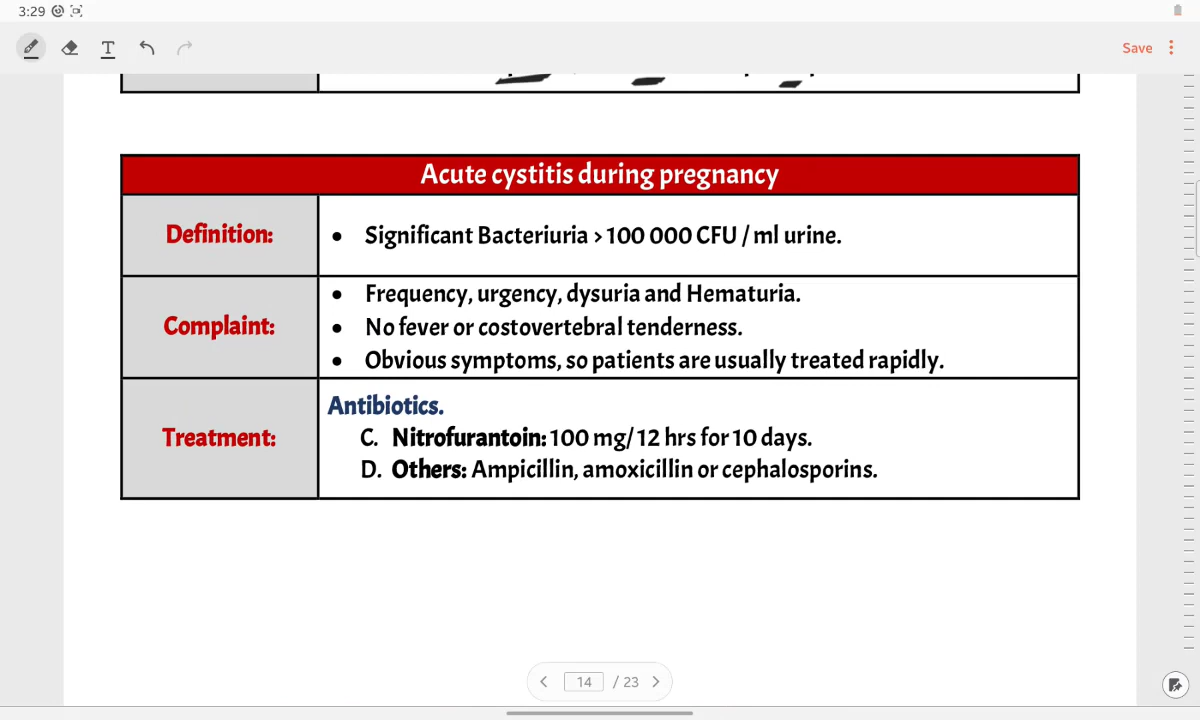 3:29
Save
Acute cystitis during pregnancy
Definition:
• Significant Bacteriuria > 100 000 CFU / ml urine.
Complaint:
• Frequency, urgency, dysuria and Hematuria.
• No fever or costovertebral tenderness.
• Obvious symptoms, so patients are usually treated rapidly.
Treatment:
Antibiotics.
C. Nitrofurantoin: 100 mg/ 12 hrs for 10 days.
D. Others: Ampicillin, amoxicillin or cephalosporins.
14 / 23